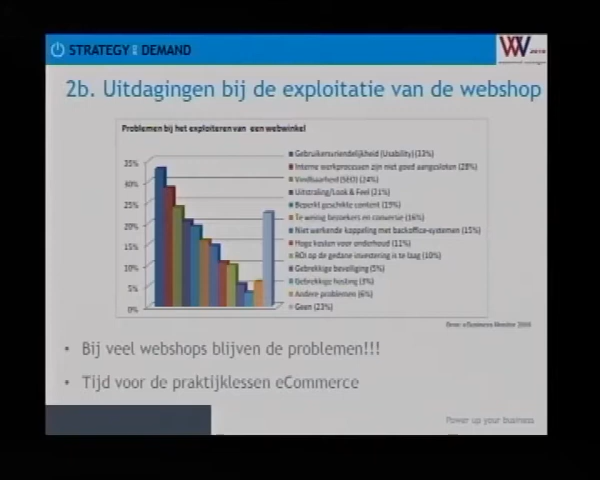 STRATEGY ON DEMAND
2b. Uitdagingen bij de exploitatie van de webshop
Problemen bij het exploiteren van een webwinkel
35%
30%
25%
20%
15%
10%
5%
0%
Gebruikersvriendelijkheid (Usability) (33%)
Interne werkprocessen zijn niet goed aangesloten (28%)
Vindbaarheid (SEO) (24%)
Uitstraling/Look & Feel (21%)
Beperkt geschikte content (19%)
Te weinig bezoekers en conversie (16%)
Niet werkende koppeling met backoffice-systemen (15%)
Hoge kosten voor onderhoud (11%)
ROI op de gedane investering is te laag (10%)
Gebrekkige beveiliging (5%)
Gebrekkige hosting (3%)
Andere problemen (6%)
Geen (23%)
Bron: eBusiness Monitor
• Bij veel webshops blijven de problemen!!!
• Tijd voor de praktijklessen eCommerce
Power up your business